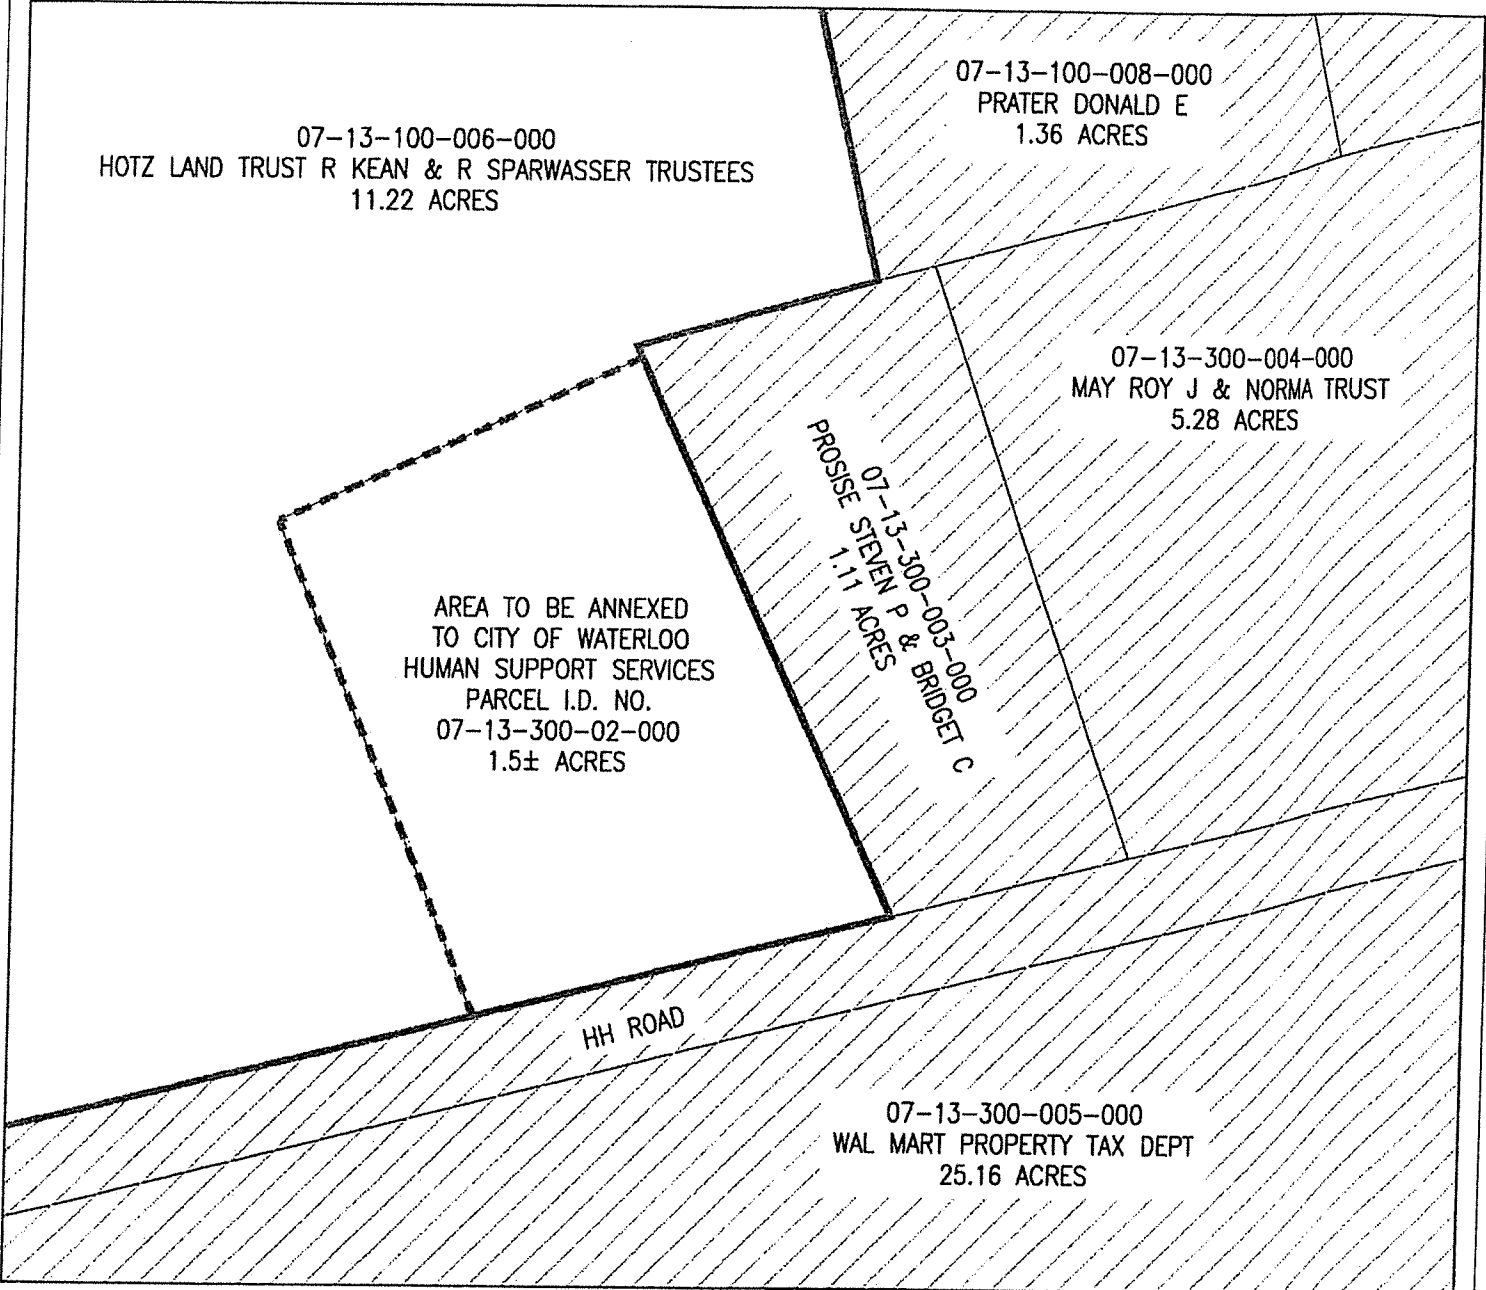 07-13-100-008-000
PRATER DONALD E
1.36 ACRES
07-13-100-006-000
HOTZ LAND TRUST R KEAN & R SPARWASSER TRUSTEES
11.22 ACRES
07-13-300-004-000
MAY ROY J & NORMA TRUST
5.28 ACRES
07-13-300-003-000
PROSISE STEVEN P & BRIDGET C
1.11 ACRES
AREA TO BE ANNEXED
TO CITY OF WATERLOO
HUMAN SUPPORT SERVICES
PARCEL I.D. NO.
07-13-300-02-000
1.5± ACRES
HH ROAD
07-13-300-005-000
WAL MART PROPERTY TAX DEPT
25.16 ACRES